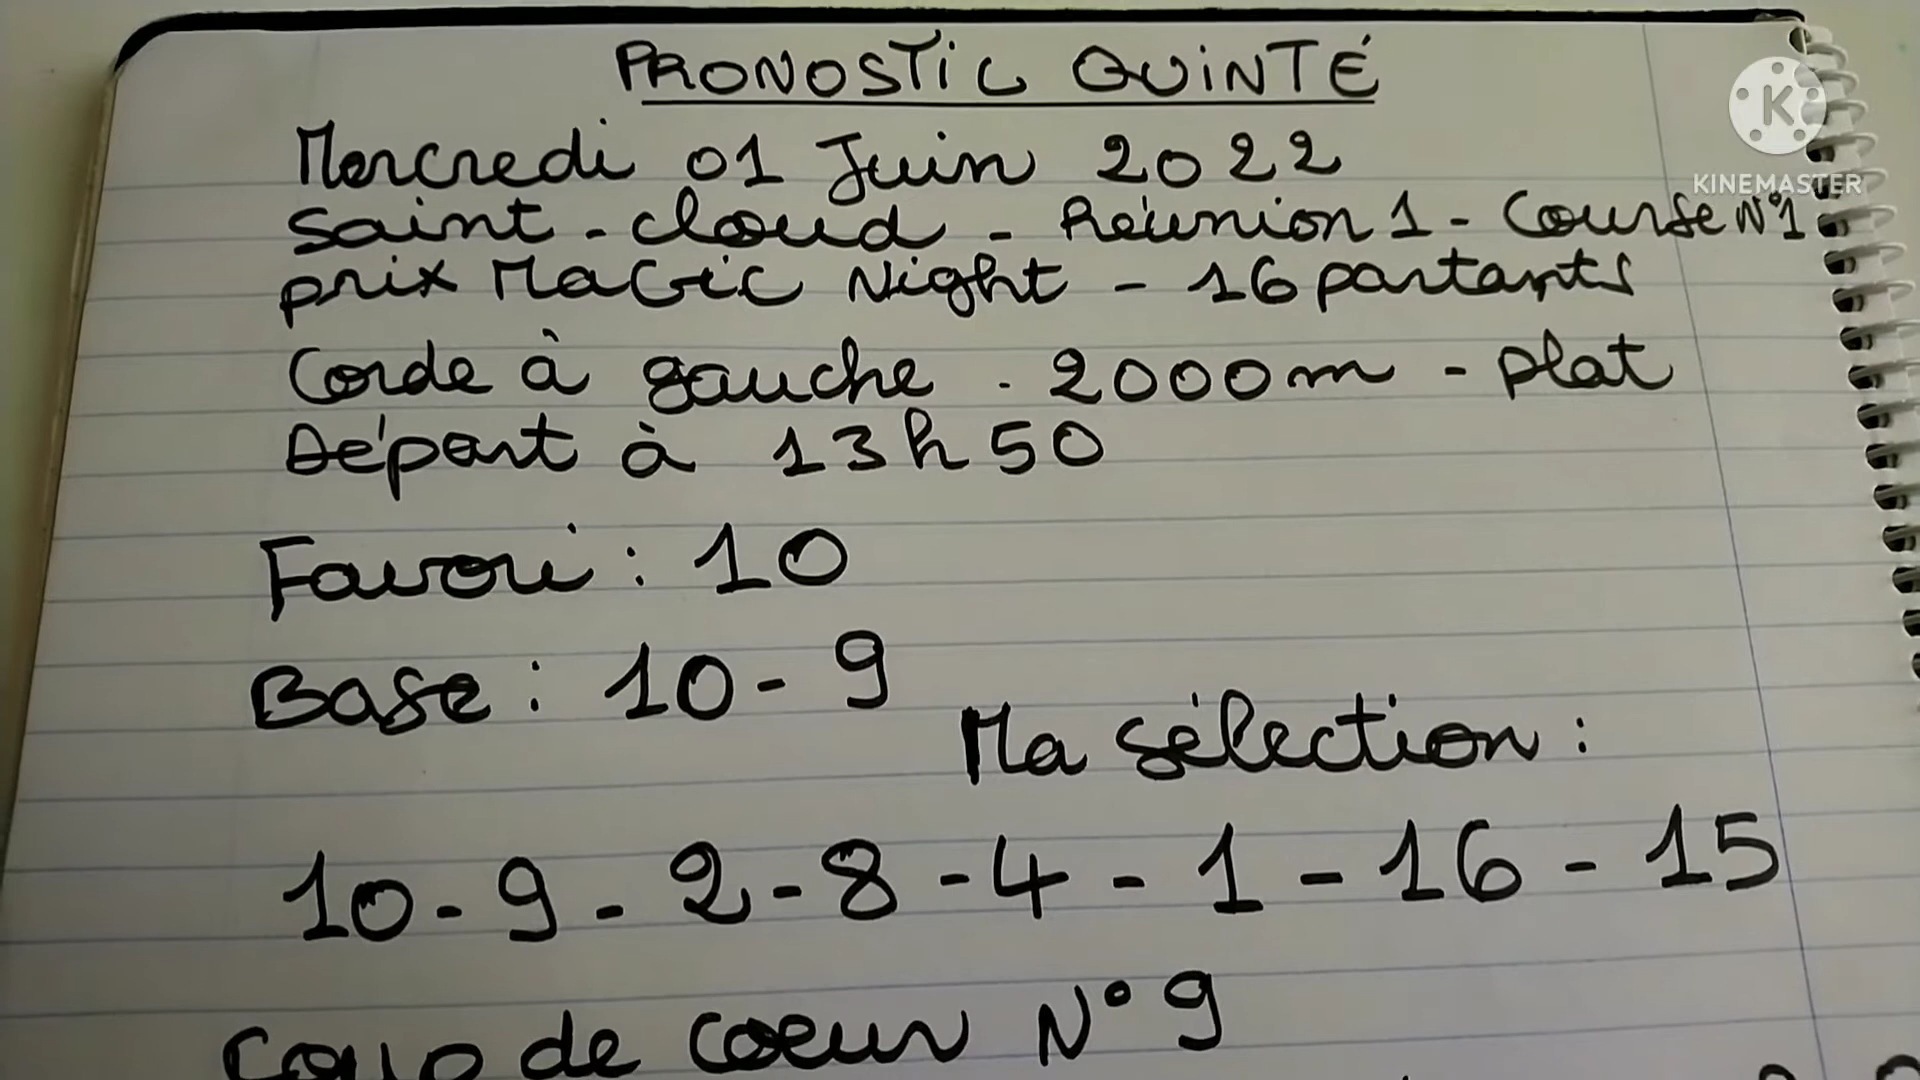 PRONOSTIC QUINTÉ
Mercredi 01 Juin 2022
Saint-Cloud - Réunion 1 - Course N°1
prix Magic Night - 16 partants
Corde à gauche - 2000m - plat
Départ à 13h50
Favori : 10
Base : 10 - 9
Ma sélection :
10 - 9 - 2 - 8 - 4 - 1 - 16 - 15
Coup de coeur N°9
KINEMASTER